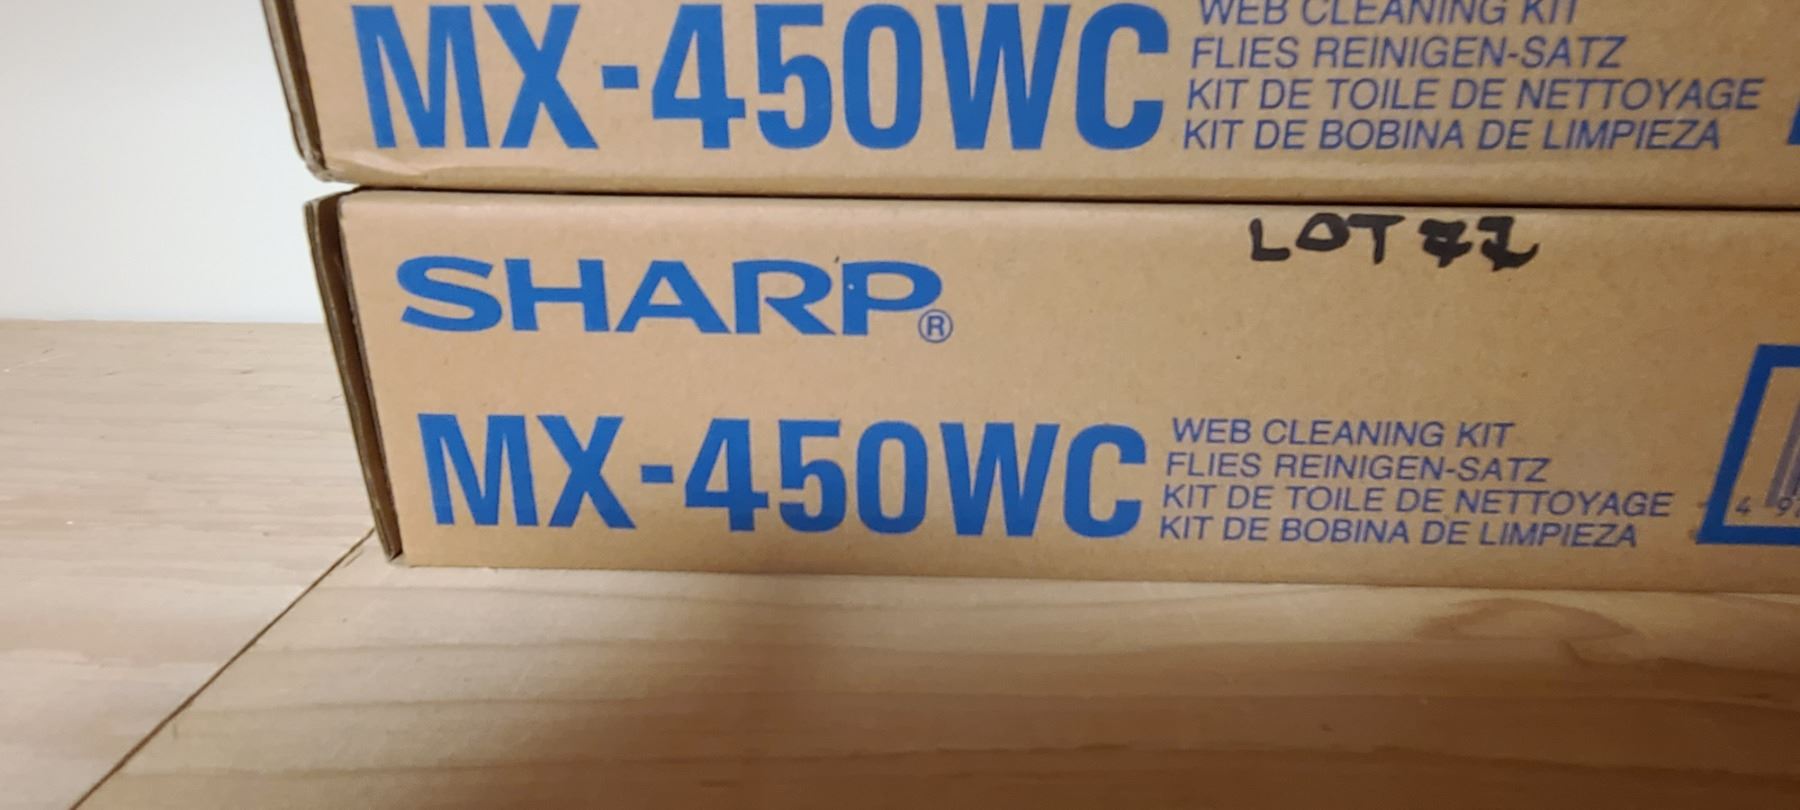 MX-450WC
WEB CLEANING KIT
FLIES REINIGEN-SATZ
KIT DE TOILE DE NETTOYAGE
KIT DE BOBINA DE LIMPIEZA
LOT
SHARP®
MX-450WC
WEB CLEANING KIT
FLIES REINIGEN-SATZ
KIT DE TOILE DE NETTOYAGE
KIT DE BOBINA DE LIMPIEZA
4 9